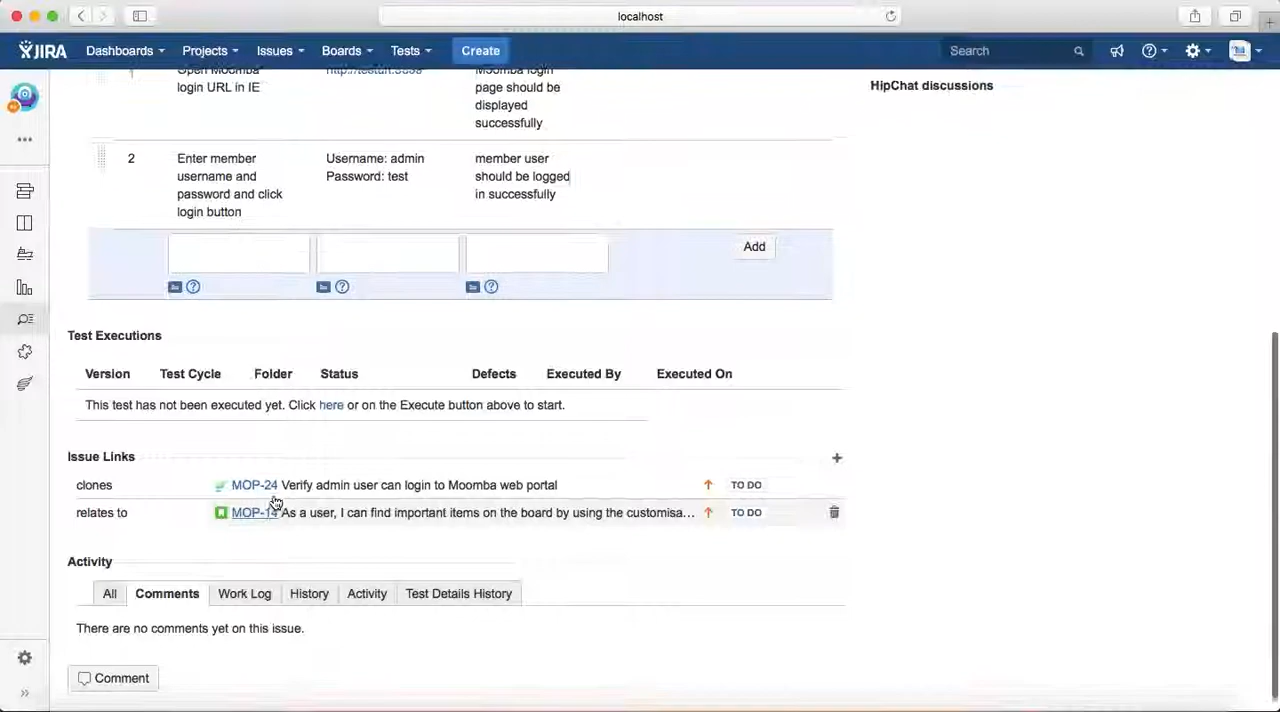 localhost
JIRA Dashboards Projects Issues Boards Tests Create Search
Open Moomba Moomba login
login URL in IE page should be
displayed
successfully
HipChat discussions
2 Enter member Username: admin member user
username and Password: test should be logged
password and click in successfully
login button
Add
Test Executions
Version Test Cycle Folder Status Defects Executed By Executed On
This test has not been executed yet. Click here or on the Execute button above to start.
Issue Links
clones MOP-24 Verify admin user can login to Moomba web portal TO DO
relates to MOP-14 As a user, I can find important items on the board by using the customisa... TO DO
Activity
All Comments Work Log History Activity Test Details History
There are no comments yet on this issue.
Comment